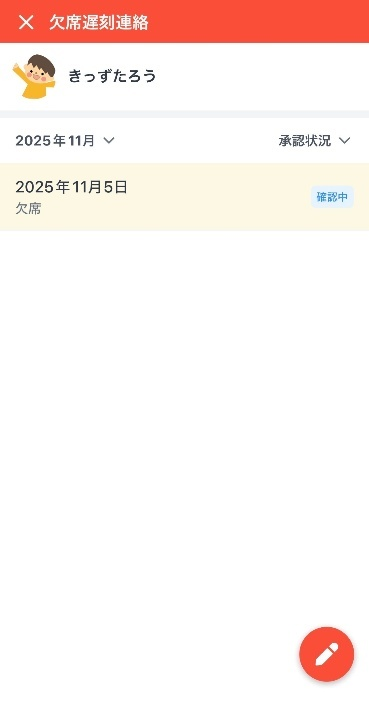 欠席遅刻連絡
きっずたろう
2025年11月
承認状況
2025年11月5日
欠席
確認中